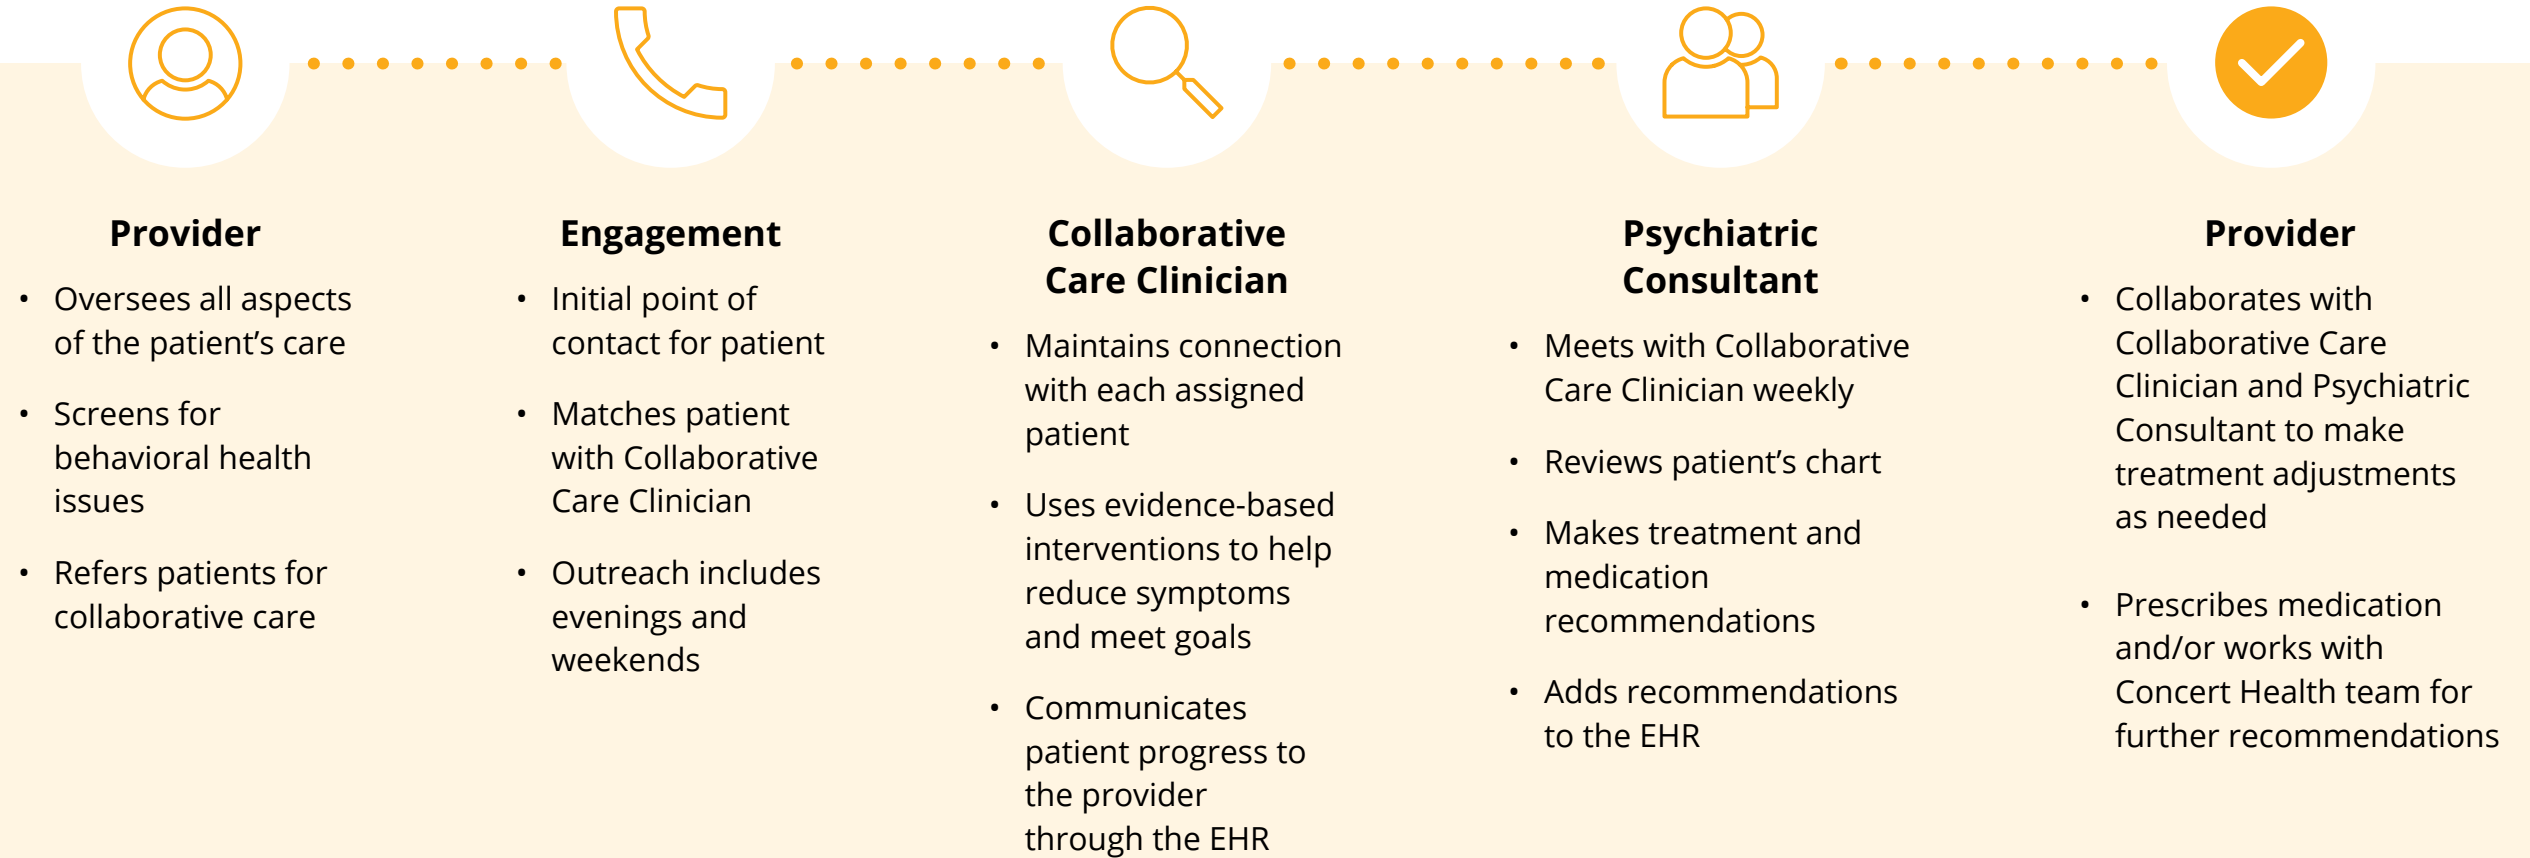 Provider
• Oversees all aspects
of the patient’s care
• Screens for
behavioral health
issues
• Refers patients for
collaborative care
Engagement
• Initial point of
contact for patient
• Matches patient
with Collaborative
Care Clinician
• Outreach includes
evenings and
weekends
Collaborative
Care Clinician
• Maintains connection
with each assigned
patient
• Uses evidence-based
interventions to help
reduce symptoms
and meet goals
• Communicates
patient progress to
the provider
through the EHR
Psychiatric
Consultant
• Meets with Collaborative
Care Clinician weekly
• Reviews patient’s chart
• Makes treatment and
medication
recommendations
• Adds recommendations
to the EHR
Provider
• Collaborates with
Collaborative Care
Clinician and Psychiatric
Consultant to make
treatment adjustments
as needed
• Prescribes medication
and/or works with
Concert Health team for
further recommendations